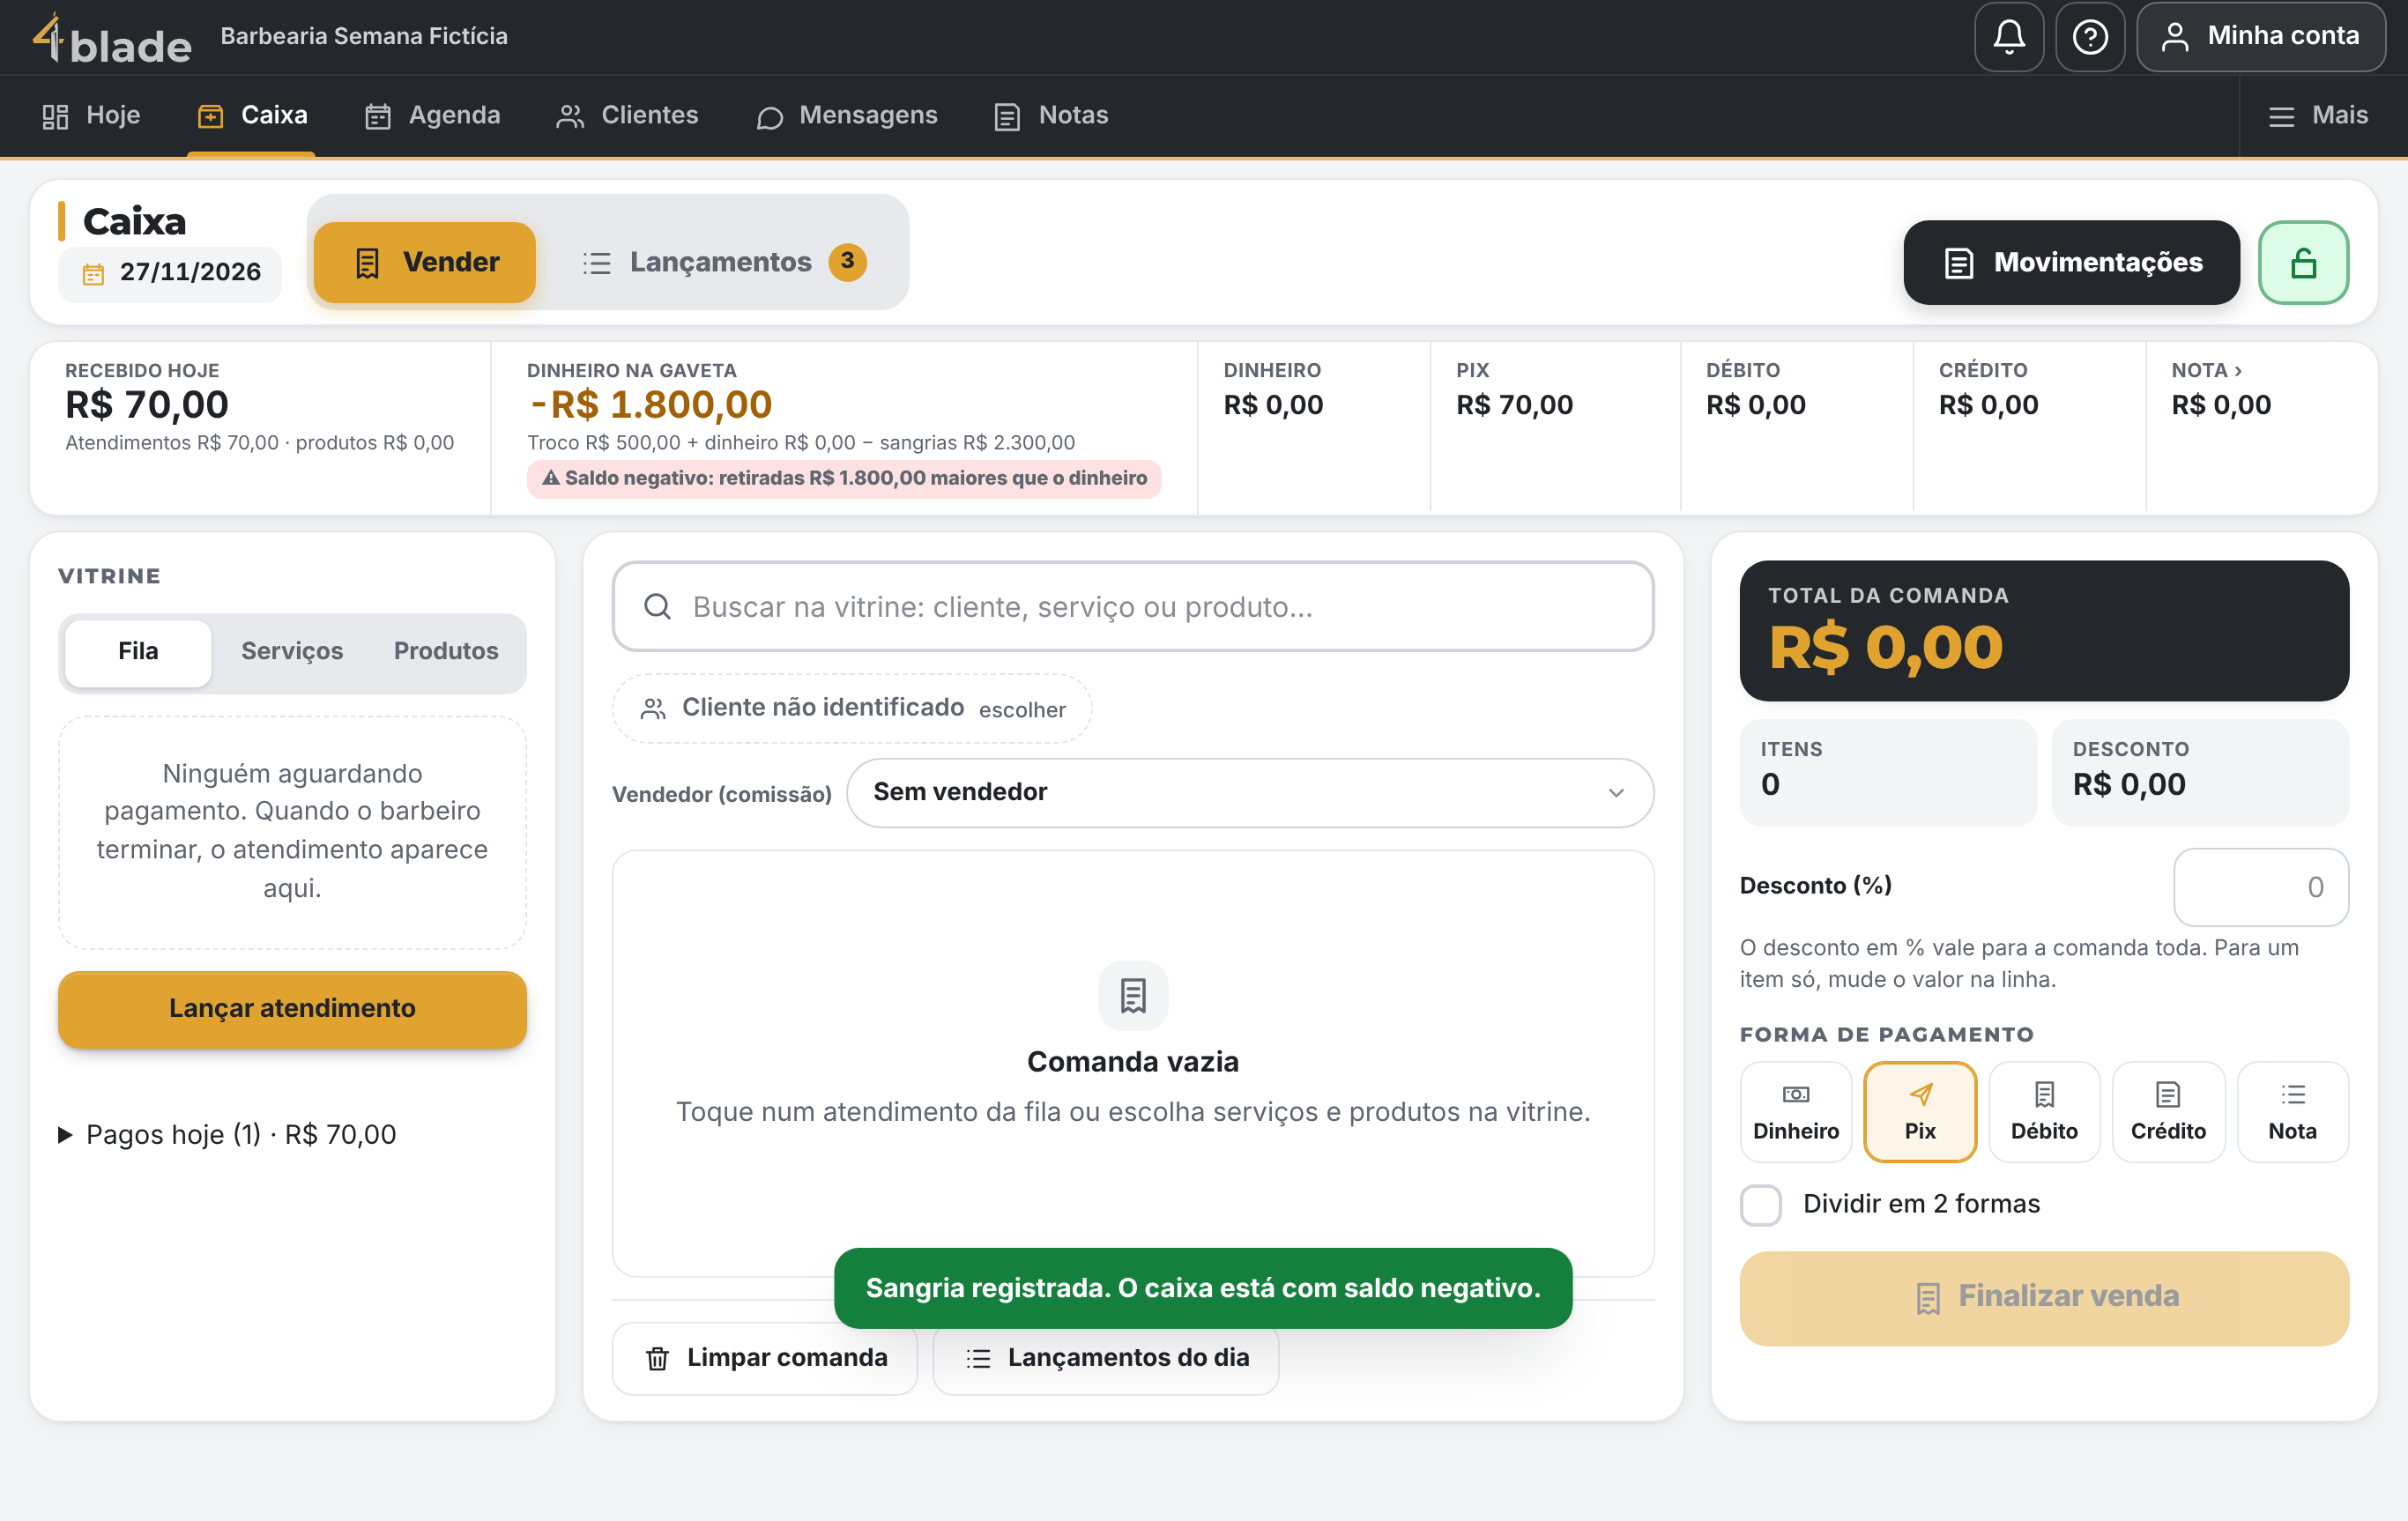 4blade
Barbearia Semana Fictícia
Minha conta
Hoje
Caixa
Agenda
Clientes
Mensagens
Notas
Mais
Caixa
27/11/2026
Vender
Lançamentos 3
Movimentações
RECEBIDO HOJE
R$ 70,00
Atendimentos R$ 70,00 · produtos R$ 0,00
DINHEIRO NA GAVETA
-R$ 1.800,00
Troco R$ 500,00 + dinheiro R$ 0,00 − sangrias R$ 2.300,00
⚠ Saldo negativo: retiradas R$ 1.800,00 maiores que o dinheiro
DINHEIRO
R$ 0,00
PIX
R$ 70,00
DÉBITO
R$ 0,00
CRÉDITO
R$ 0,00
NOTA ›
R$ 0,00
VITRINE
Fila
Serviços
Produtos
Ninguém aguardando
pagamento. Quando o barbeiro
terminar, o atendimento aparece
aqui.
Lançar atendimento
▶ Pagos hoje (1) · R$ 70,00
Buscar na vitrine: cliente, serviço ou produto...
Cliente não identificado escolher
Vendedor (comissão)
Sem vendedor
Comanda vazia
Toque num atendimento da fila ou escolha serviços e produtos na vitrine.
Sangria registrada. O caixa está com saldo negativo.
Limpar comanda
Lançamentos do dia
TOTAL DA COMANDA
R$ 0,00
ITENS
0
DESCONTO
R$ 0,00
Desconto (%)
0
O desconto em % vale para a comanda toda. Para um
item só, mude o valor na linha.
FORMA DE PAGAMENTO
Dinheiro
Pix
Débito
Crédito
Nota
Dividir em 2 formas
Finalizar venda